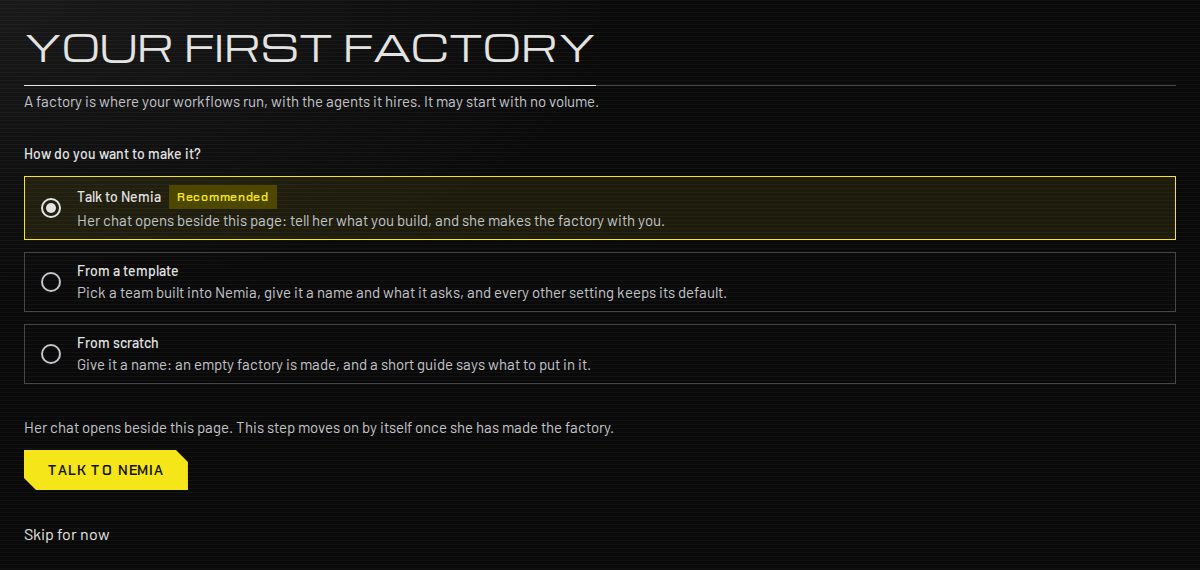 YOUR FIRST FACTORY
A factory is where your workflows run, with the agents it hires. It may start with no volume.
How do you want to make it?
Talk to Nemia Recommended
Her chat opens beside this page: tell her what you build, and she makes the factory with you.
From a template
Pick a team built into Nemia, give it a name and what it asks, and every other setting keeps its default.
From scratch
Give it a name: an empty factory is made, and a short guide says what to put in it.
Her chat opens beside this page. This step moves on by itself once she has made the factory.
TALK TO NEMIA
Skip for now